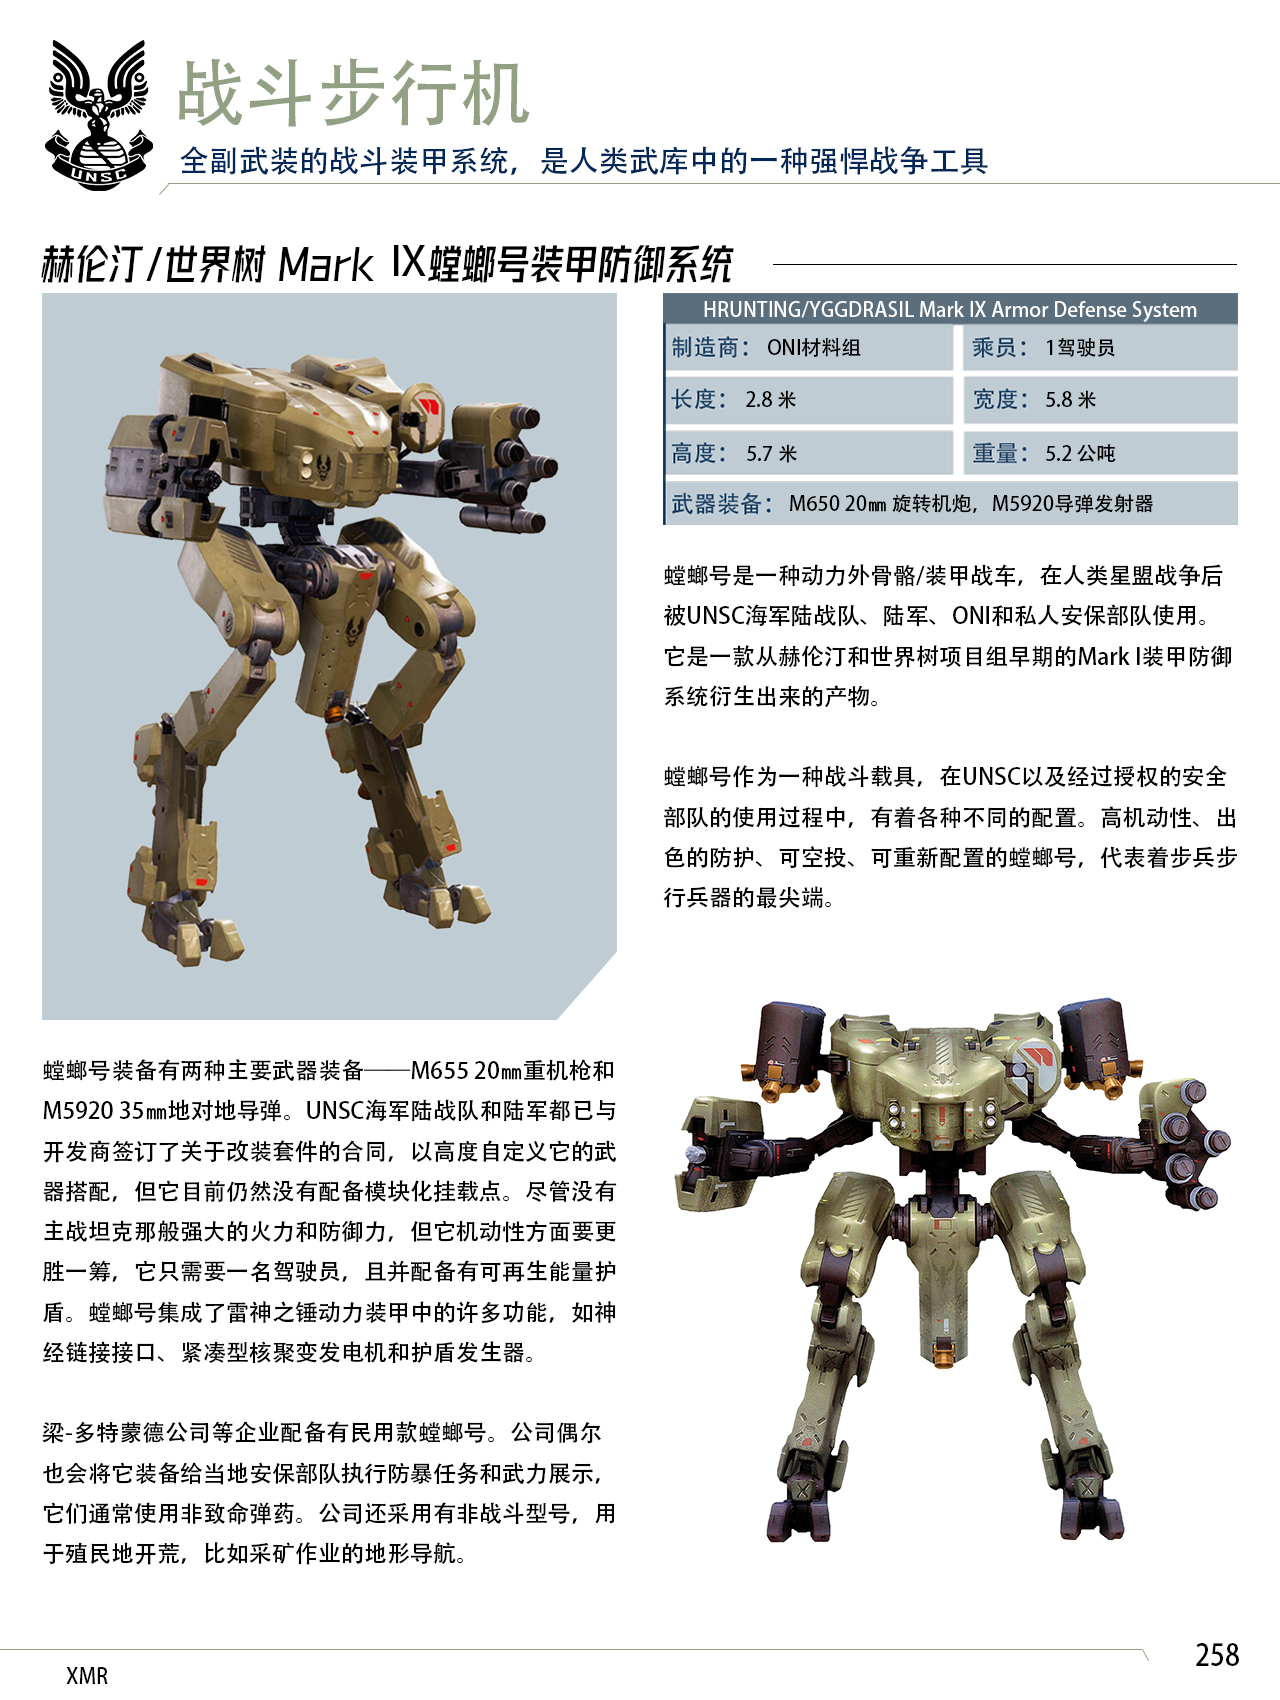 UNSC
战斗步行机
全副武装的战斗装甲系统，是人类武库中的一种强悍战争工具
赫伦汀/世界树 Mark IX螳螂号装甲防御系统
HRUNTING/YGGDRASIL Mark IX Armor Defense System
制造商： ONI材料组
乘员： 1驾驶员
长度： 2.8 米
宽度： 5.8 米
高度： 5.7 米
重量： 5.2 公吨
武器装备： M650 20㎜ 旋转机炮，M5920导弹发射器
螳螂号是一种动力外骨骼/装甲战车，在人类星盟战争后
被UNSC海军陆战队、陆军、ONI和私人安保部队使用。
它是一款从赫伦汀和世界树项目组早期的Mark I装甲防御
系统衍生出来的产物。
螳螂号作为一种战斗载具，在UNSC以及经过授权的安全
部队的使用过程中，有着各种不同的配置。高机动性、出
色的防护、可空投、可重新配置的螳螂号，代表着步兵步
行兵器的最尖端。
螳螂号装备有两种主要武器装备——M655 20㎜重机枪和
M5920 35㎜地对地导弹。UNSC海军陆战队和陆军都已与
开发商签订了关于改装套件的合同，以高度自定义它的武
器搭配，但它目前仍然没有配备模块化挂载点。尽管没有
主战坦克那般强大的火力和防御力，但它机动性方面要更
胜一筹，它只需要一名驾驶员，且并配备有可再生能量护
盾。螳螂号集成了雷神之锤动力装甲中的许多功能，如神
经链接接口、紧凑型核聚变发电机和护盾发生器。
梁-多特蒙德公司等企业配备有民用款螳螂号。公司偶尔
也会将它装备给当地安保部队执行防暴任务和武力展示，
它们通常使用非致命弹药。公司还采用有非战斗型号，用
于殖民地开荒，比如采矿作业的地形导航。
258
XMR